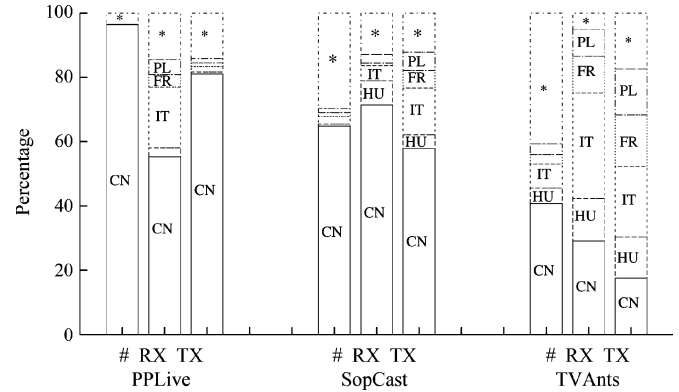 100
80
60
40
20
0
Percentage
* CN
* PL FR IT CN
* CN
* CN
* IT HU CN
* PL FR IT HU CN
* IT HU CN
* PL FR IT HU CN
* PL FR IT HU CN
# RX TX # RX TX # RX TX
PPLive SopCast TVAnts